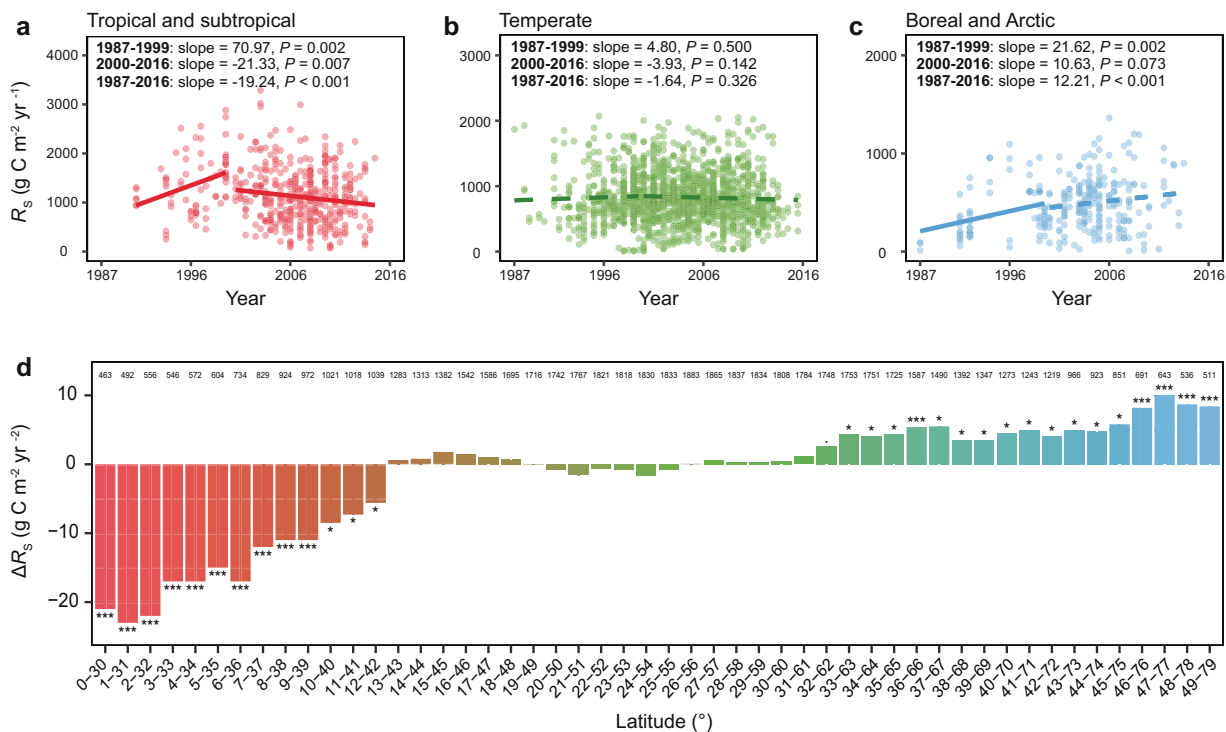 a Tropical and subtropical
1987-1999: slope = 70.97, P = 0.002
2000-2016: slope = -21.33, P = 0.007
1987-2016: slope = -19.24, P < 0.001
4000
3000
2000
1000
0
Rs (g C m-2 yr-1)
1987 1996 2006 2016
Year
b Temperate
1987-1999: slope = 4.80, P = 0.500
2000-2016: slope = -3.93, P = 0.142
1987-2016: slope = -1.64, P = 0.326
3000
2000
1000
0
1987 1996 2006 2016
Year
c Boreal and Arctic
1987-1999: slope = 21.62, P = 0.002
2000-2016: slope = 10.63, P = 0.073
1987-2016: slope = 12.21, P < 0.001
2000
1000
0
1987 1996 2006 2016
Year
d
463 492 556 546 572 604 734 829 924 972 1021 1018 1039 1283 1313 1382 1542 1586 1695 1716 1742 1767 1821 1818 1830 1833 1883 1865 1837 1834 1808 1784 1748 1753 1751 1725 1587 1490 1392 1347 1273 1243 1219 966 923 851 691 643 536 511
. * * * *** * * * * * * * * * *** *** *** ***
10
0
−10
−20
ΔRs (g C m-2 yr-2)
*** *** *** *** *** *** *** *** *** *** * * *
0−30 1−31 2−32 3−33 4−34 5−35 6−36 7−37 8−38 9−39 10−40 11−41 12−42 13−43 14−44 15−45 16−46 17−47 18−48 19−49 20−50 21−51 22−52 23−53 24−54 25−55 26−56 27−57 28−58 29−59 30−60 31−61 32−62 33−63 34−64 35−65 36−66 37−67 38−68 39−69 40−70 41−71 42−72 43−73 44−74 45−75 46−76 47−77 48−78 49−79
Latitude (°)